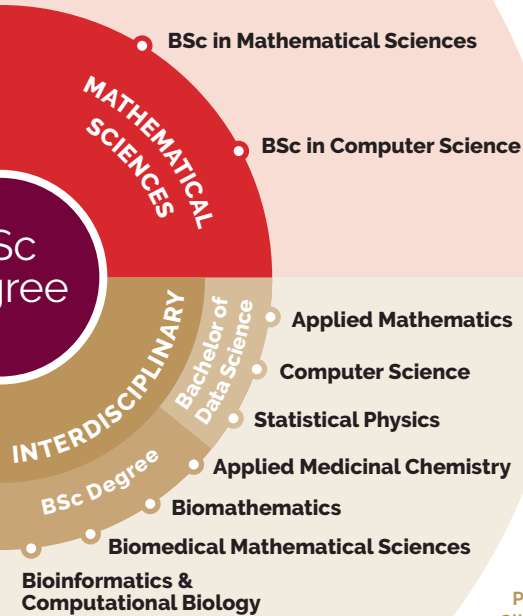 BSc in Mathematical Sciences
MATHEMATICAL
SCIENCES
BSc in Computer Science
Sc
gree
INTERDISCIPLINARY
Bachelor of
Data Science
Applied Mathematics
Computer Science
Statistical Physics
BSc Degree
Applied Medicinal Chemistry
Biomathematics
Biomedical Mathematical Sciences
Bioinformatics &
Computational Biology